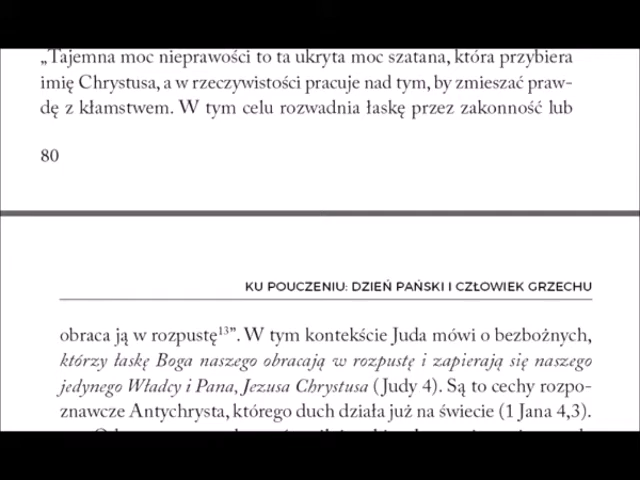 „Tajemna moc nieprawości to ta ukryta moc szatana, która przybiera
imię Chrystusa, a w rzeczywistości pracuje nad tym, by zmieszać praw-
dę z kłamstwem. W tym celu rozwadnia łaskę przez zakonność lub
80
KU POUCZENIU: DZIEŃ PAŃSKI I CZŁOWIEK GRZECHU
obraca ją w rozpustę¹³”. W tym kontekście Juda mówi o bezbożnych,
którzy łaskę Boga naszego obracają w rozpustę i zapierają się naszego
jedynego Władcy i Pana, Jezusa Chrystusa (Judy 4). Są to cechy rozpo-
znawcze Antychrysta, którego duch działa już na świecie (1 Jana 4,3).